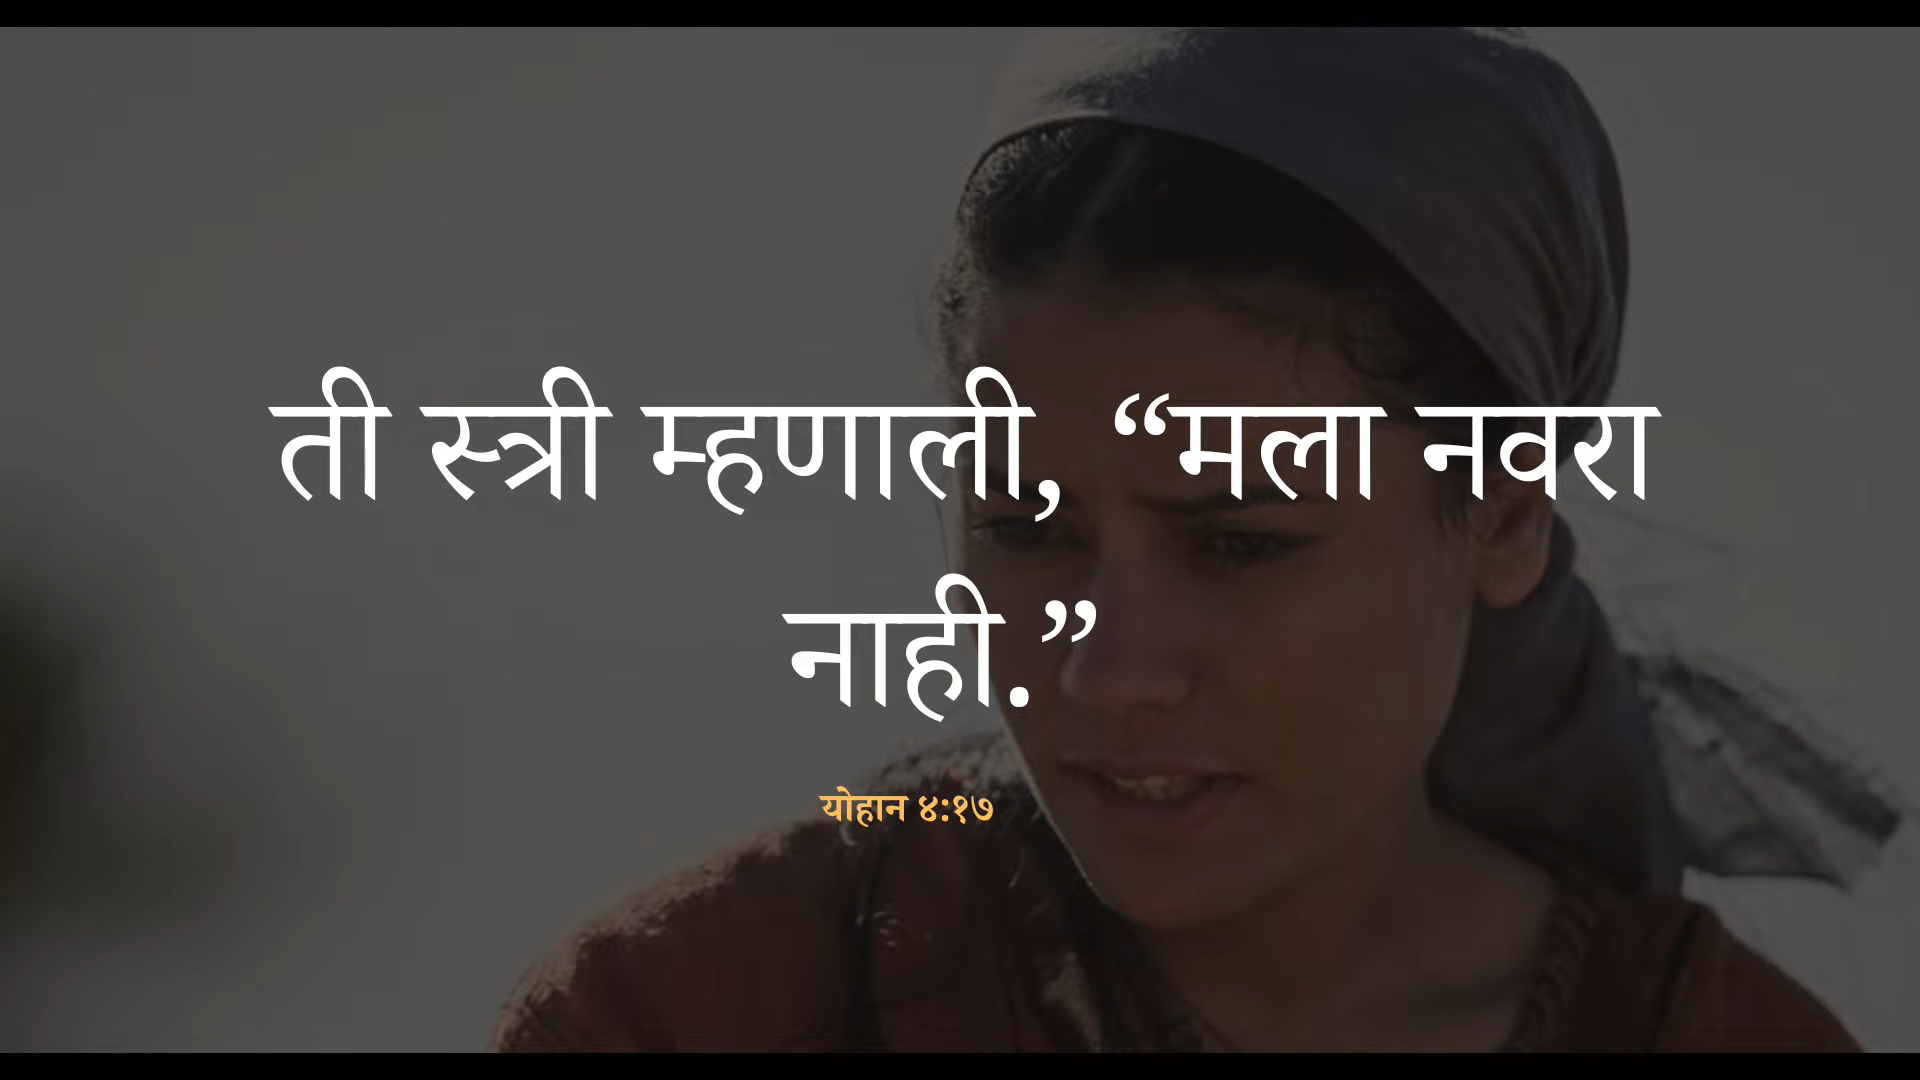 ती स्त्री म्हणाली, “मला नवरा
नाही.”
योहान ४:१७